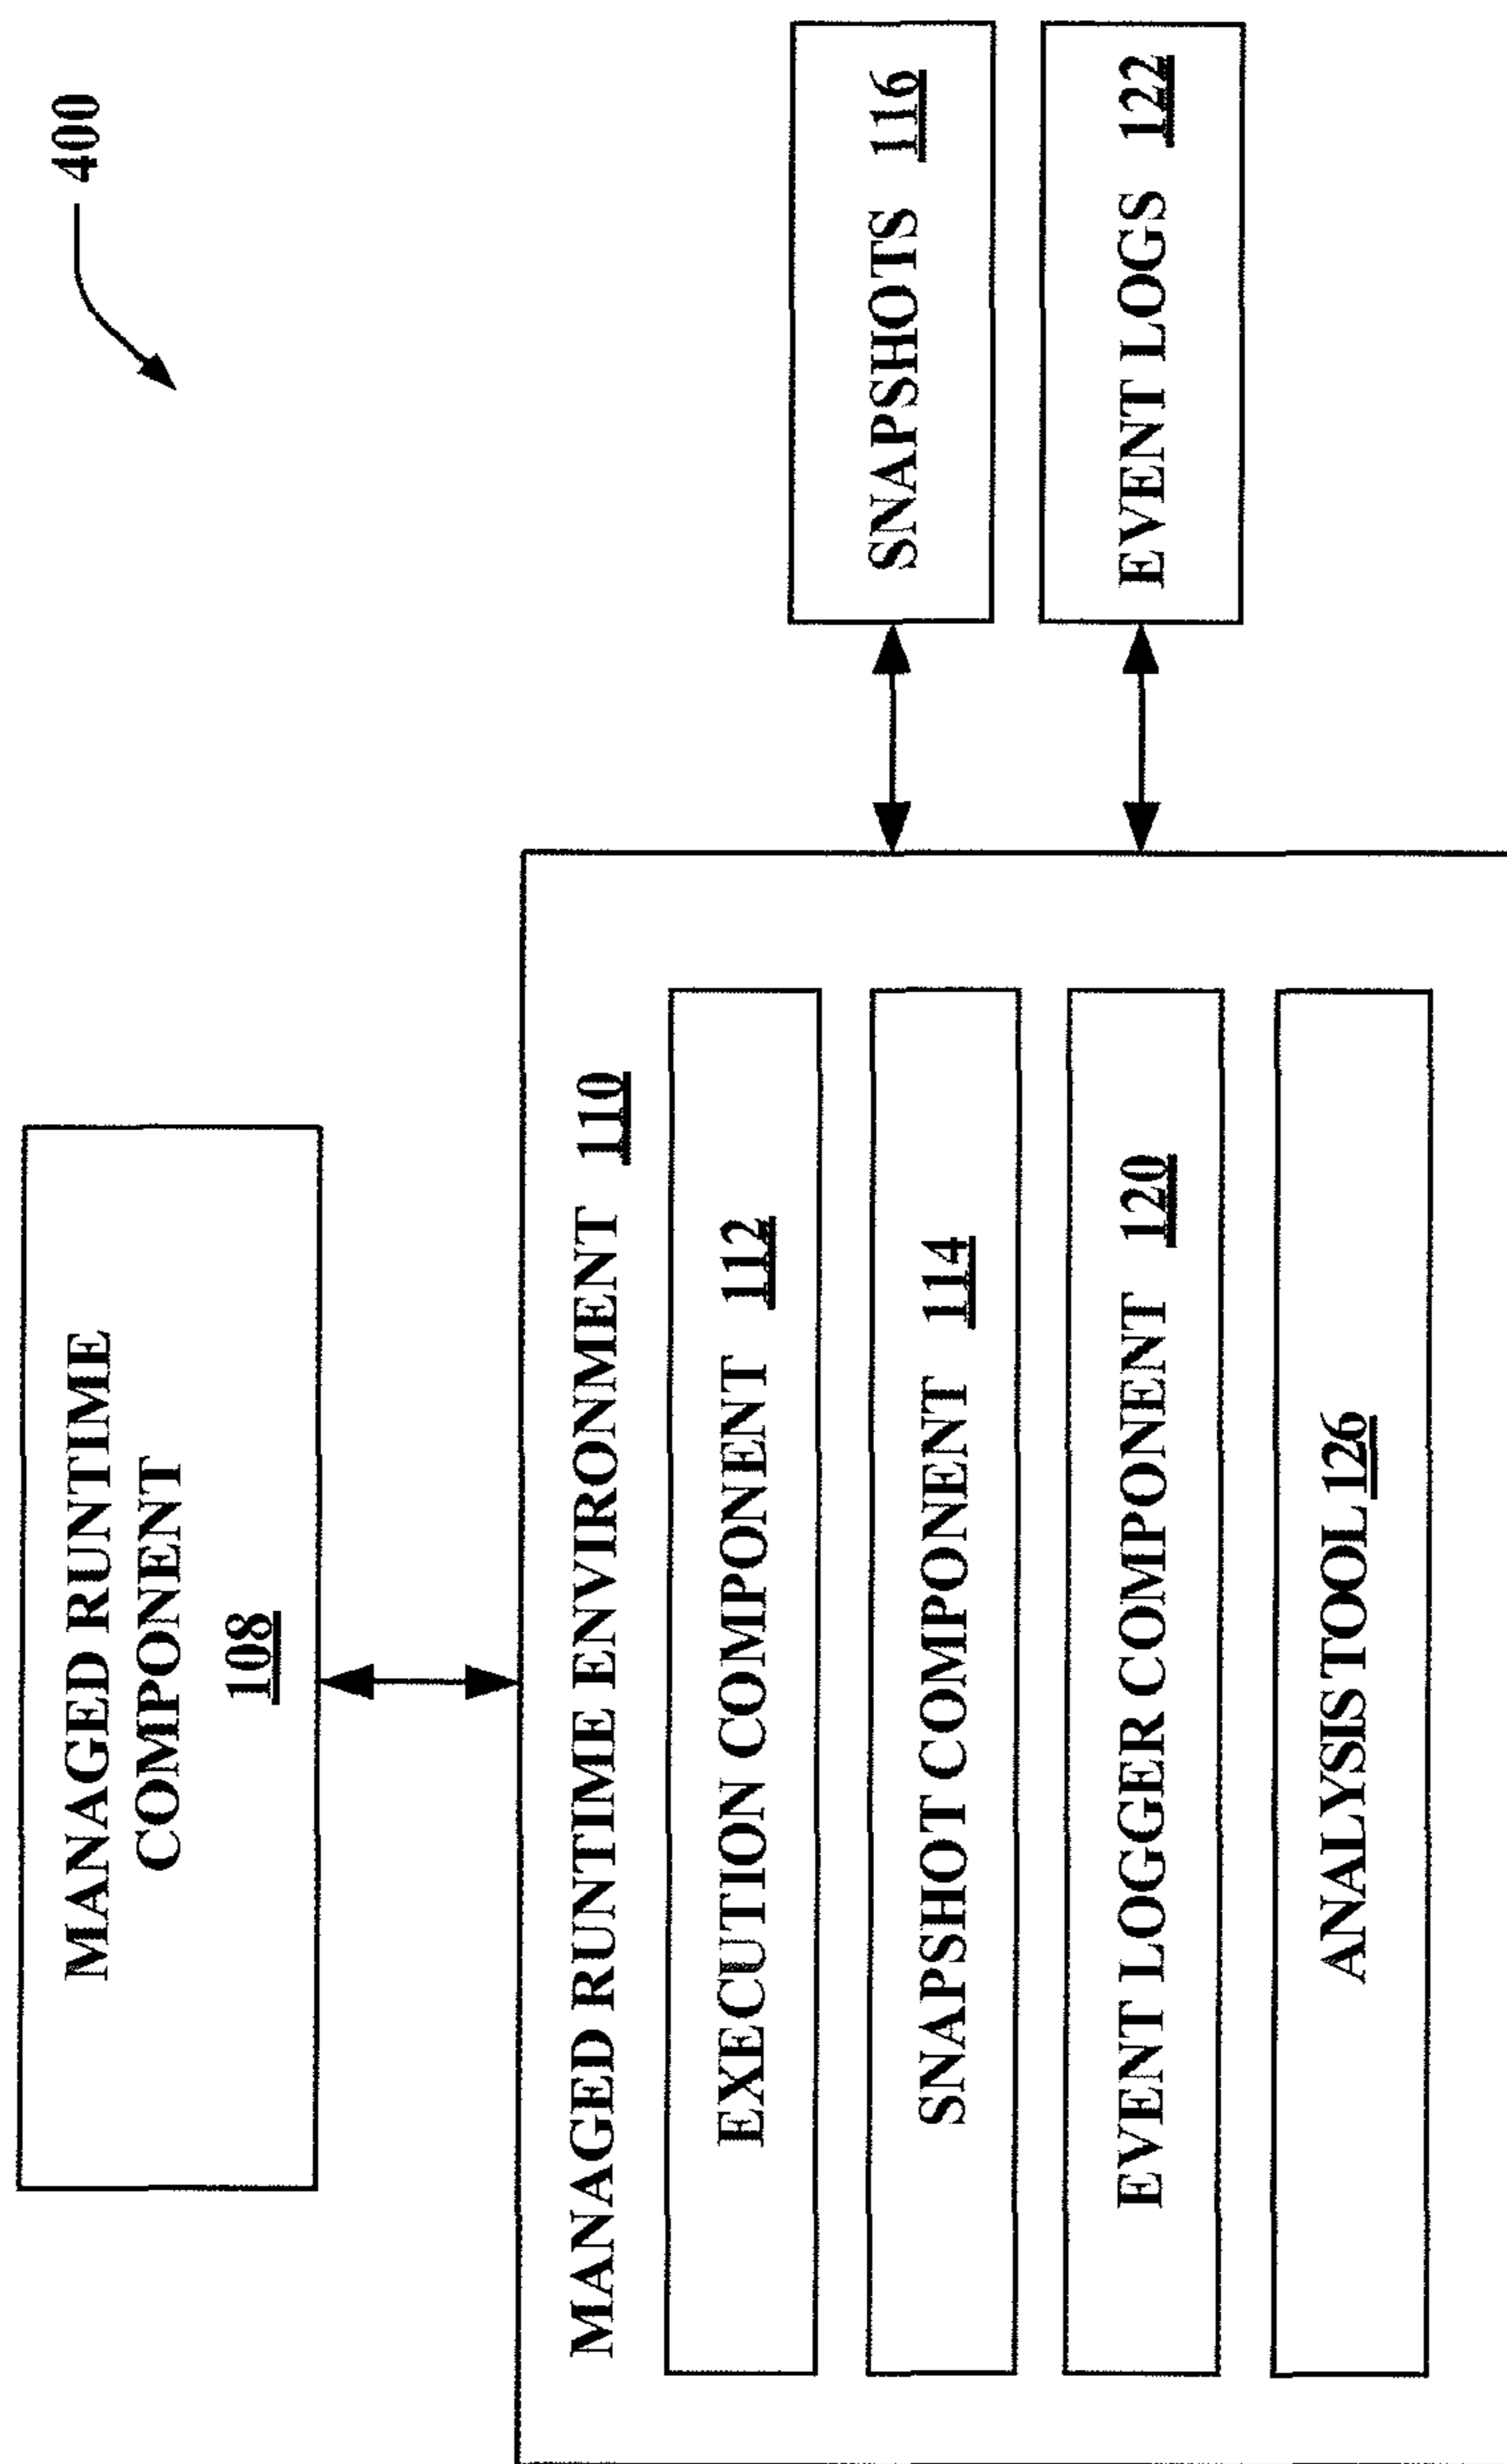 400
MANAGED RUNTIME
COMPONENT
108
MANAGED RUNTIME ENVIRONMENT 110
EXECUTION COMPONENT 112
SNAPSHOT COMPONENT 114
SNAPSHOTS 116
EVENT LOGGER COMPONENT 120
EVENT LOGS 122
ANALYSIS TOOL 126